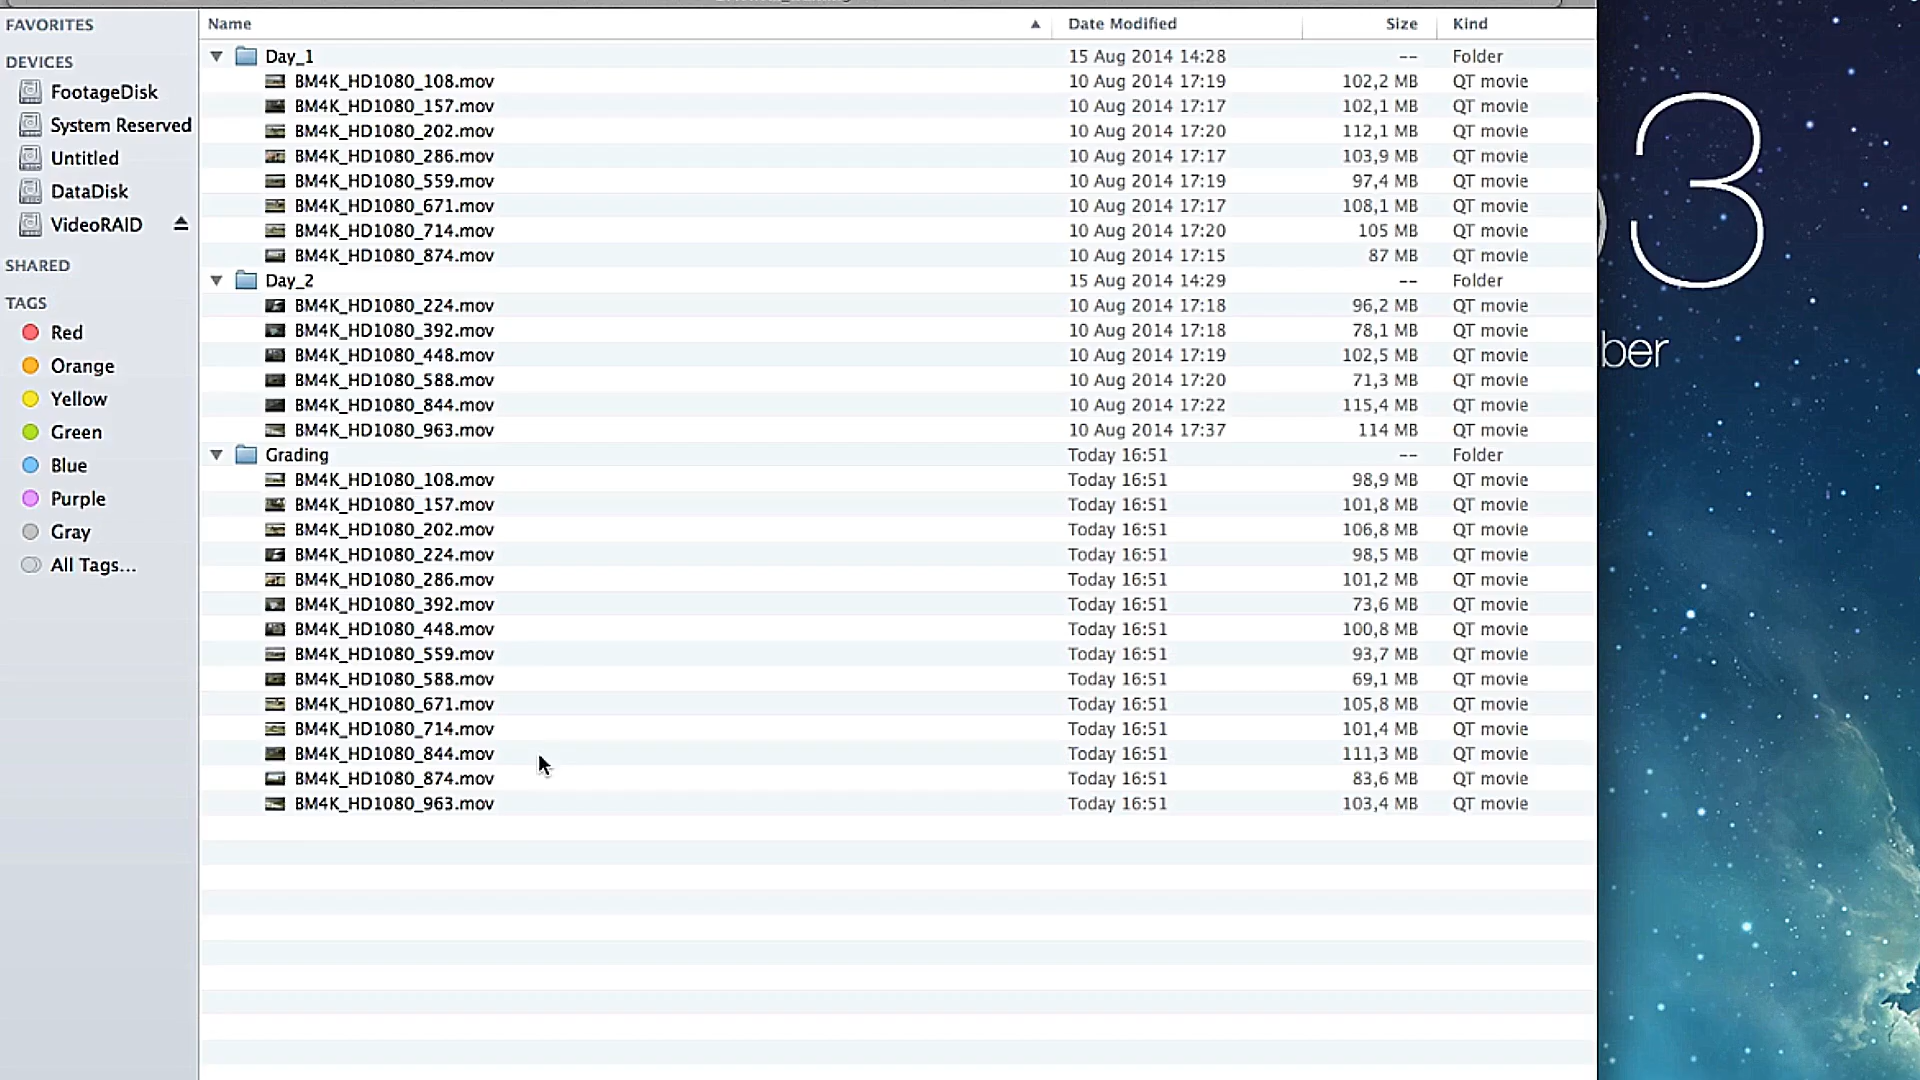 FAVORITES
DEVICES
FootageDisk
System Reserved
Untitled
DataDisk
VideoRAID
SHARED
TAGS
Red
Orange
Yellow
Green
Blue
Purple
Gray
All Tags...
Name Date Modified Size Kind
Day_1 15 Aug 2014 14:28 -- Folder
BM4K_HD1080_108.mov 10 Aug 2014 17:19 102,2 MB QT movie
BM4K_HD1080_157.mov 10 Aug 2014 17:17 102,1 MB QT movie
BM4K_HD1080_202.mov 10 Aug 2014 17:20 112,1 MB QT movie
BM4K_HD1080_286.mov 10 Aug 2014 17:17 103,9 MB QT movie
BM4K_HD1080_559.mov 10 Aug 2014 17:19 97,4 MB QT movie
BM4K_HD1080_671.mov 10 Aug 2014 17:17 108,1 MB QT movie
BM4K_HD1080_714.mov 10 Aug 2014 17:20 105 MB QT movie
BM4K_HD1080_874.mov 10 Aug 2014 17:15 87 MB QT movie
Day_2 15 Aug 2014 14:29 -- Folder
BM4K_HD1080_224.mov 10 Aug 2014 17:18 96,2 MB QT movie
BM4K_HD1080_392.mov 10 Aug 2014 17:18 78,1 MB QT movie
BM4K_HD1080_448.mov 10 Aug 2014 17:19 102,5 MB QT movie
BM4K_HD1080_588.mov 10 Aug 2014 17:20 71,3 MB QT movie
BM4K_HD1080_844.mov 10 Aug 2014 17:22 115,4 MB QT movie
BM4K_HD1080_963.mov 10 Aug 2014 17:37 114 MB QT movie
Grading Today 16:51 -- Folder
BM4K_HD1080_108.mov Today 16:51 98,9 MB QT movie
BM4K_HD1080_157.mov Today 16:51 101,8 MB QT movie
BM4K_HD1080_202.mov Today 16:51 106,8 MB QT movie
BM4K_HD1080_224.mov Today 16:51 98,5 MB QT movie
BM4K_HD1080_286.mov Today 16:51 101,2 MB QT movie
BM4K_HD1080_392.mov Today 16:51 73,6 MB QT movie
BM4K_HD1080_448.mov Today 16:51 100,8 MB QT movie
BM4K_HD1080_559.mov Today 16:51 93,7 MB QT movie
BM4K_HD1080_588.mov Today 16:51 69,1 MB QT movie
BM4K_HD1080_671.mov Today 16:51 105,8 MB QT movie
BM4K_HD1080_714.mov Today 16:51 101,4 MB QT movie
BM4K_HD1080_844.mov Today 16:51 111,3 MB QT movie
BM4K_HD1080_874.mov Today 16:51 83,6 MB QT movie
BM4K_HD1080_963.mov Today 16:51 103,4 MB QT movie
3
ber